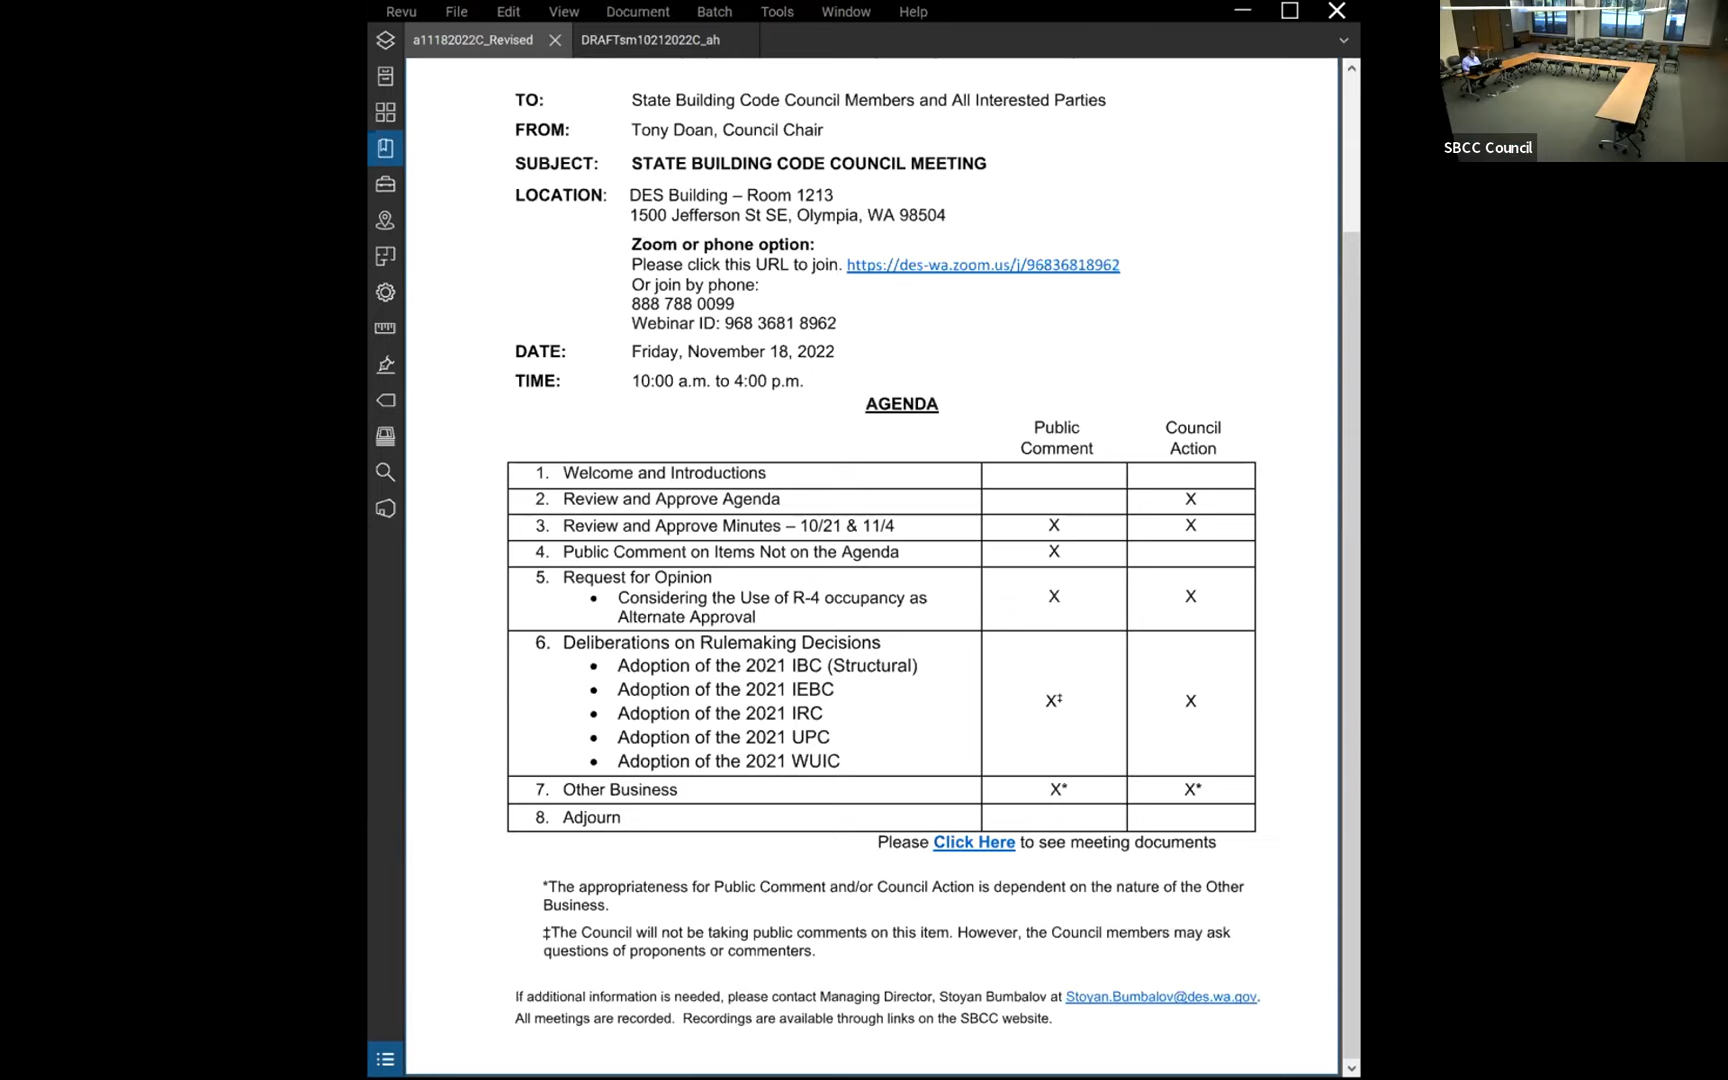 Revu File Edit View Document Batch Tools Window Help
a11182022C_Revised DRAFTsm10212022C_ah
TO: State Building Code Council Members and All Interested Parties
FROM: Tony Doan, Council Chair
SUBJECT: STATE BUILDING CODE COUNCIL MEETING
LOCATION: DES Building – Room 1213
1500 Jefferson St SE, Olympia, WA 98504
Zoom or phone option:
Please click this URL to join. https://des-wa.zoom.us/j/96836818962
Or join by phone:
888 788 0099
Webinar ID: 968 3681 8962
DATE: Friday, November 18, 2022
TIME: 10:00 a.m. to 4:00 p.m.
AGENDA
Public Comment
Council Action
1. Welcome and Introductions
2. Review and Approve Agenda X
3. Review and Approve Minutes – 10/21 & 11/4 X X
4. Public Comment on Items Not on the Agenda X
5. Request for Opinion
• Considering the Use of R-4 occupancy as X X
Alternate Approval
6. Deliberations on Rulemaking Decisions
• Adoption of the 2021 IBC (Structural)
• Adoption of the 2021 IEBC X‡ X
• Adoption of the 2021 IRC
• Adoption of the 2021 UPC
• Adoption of the 2021 WUIC
7. Other Business X* X*
8. Adjourn
Please Click Here to see meeting documents
*The appropriateness for Public Comment and/or Council Action is dependent on the nature of the Other
Business.
‡The Council will not be taking public comments on this item. However, the Council members may ask
questions of proponents or commenters.
If additional information is needed, please contact Managing Director, Stoyan Bumbalov at Stoyan.Bumbalov@des.wa.gov.
All meetings are recorded. Recordings are available through links on the SBCC website.
SBCC Council